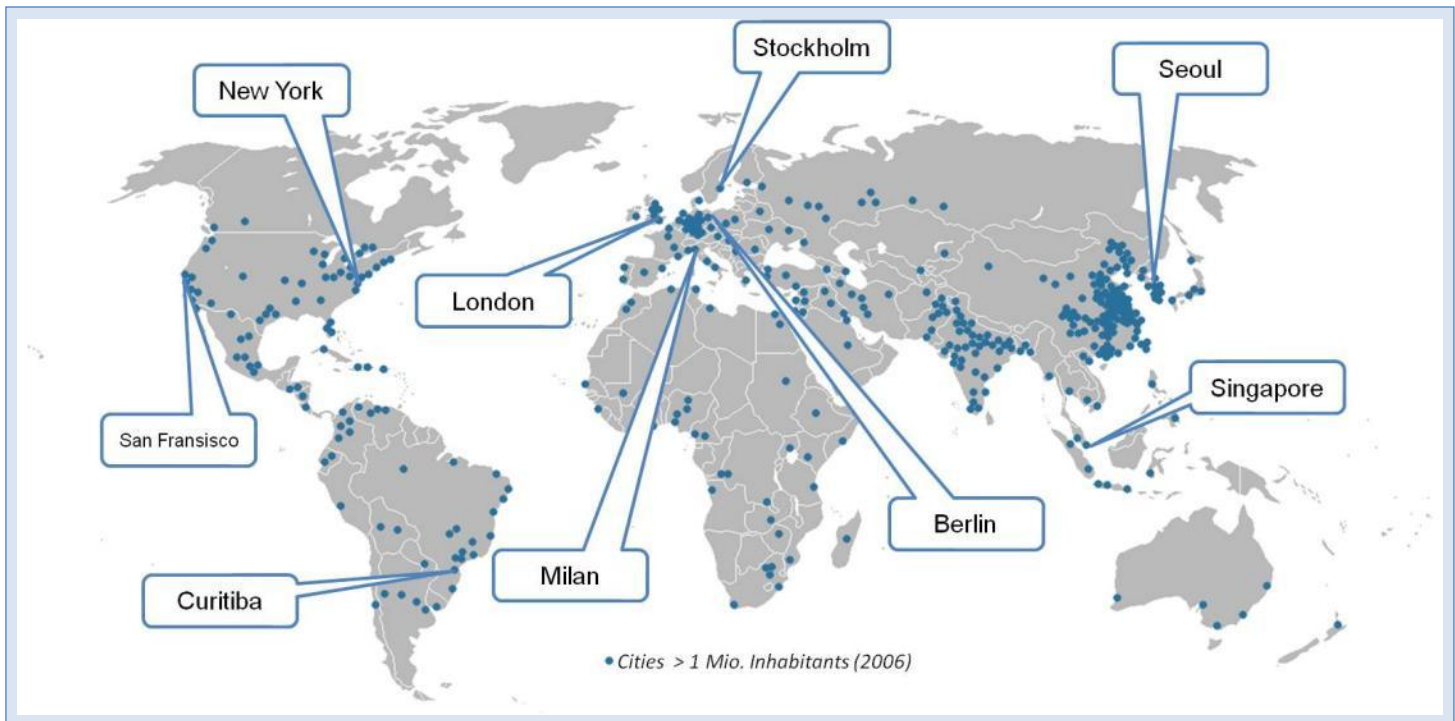 Stockholm
Seoul
New York
London
Singapore
San Fransisco
Berlin
Milan
Curitiba
Cities > 1 Mio. Inhabitants (2006)